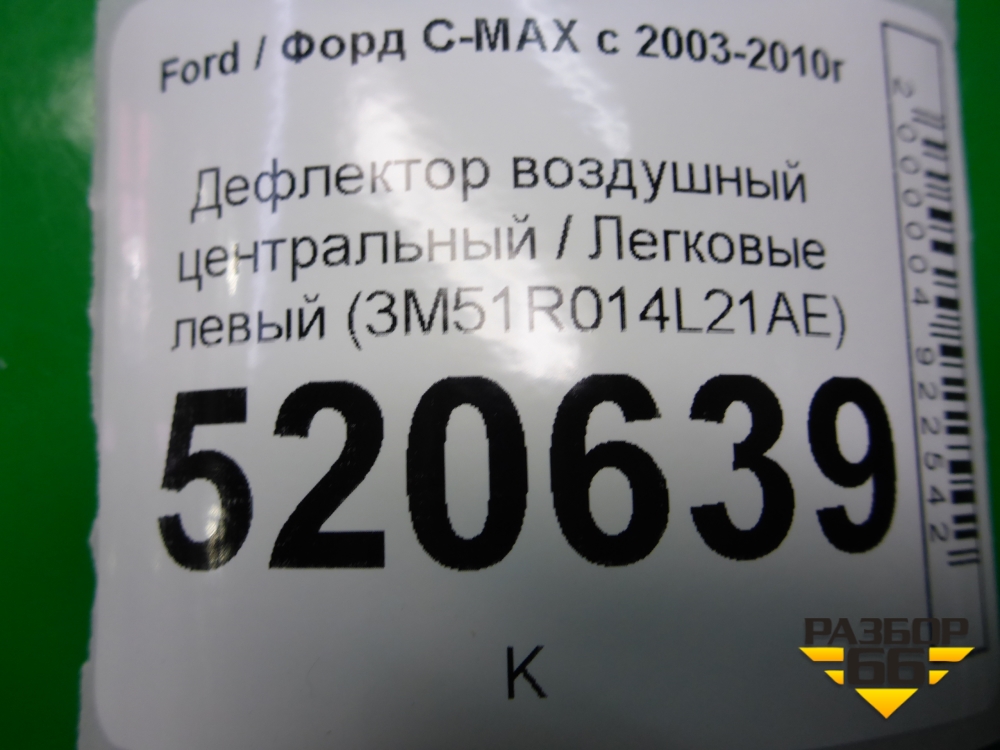 Ford / Форд C-MAX с 2003-2010г
Дефлектор воздушный
центральный / Легковые
левый (3M51R014L21AE)
520639
К
2000004922542
РАЗБОР
66